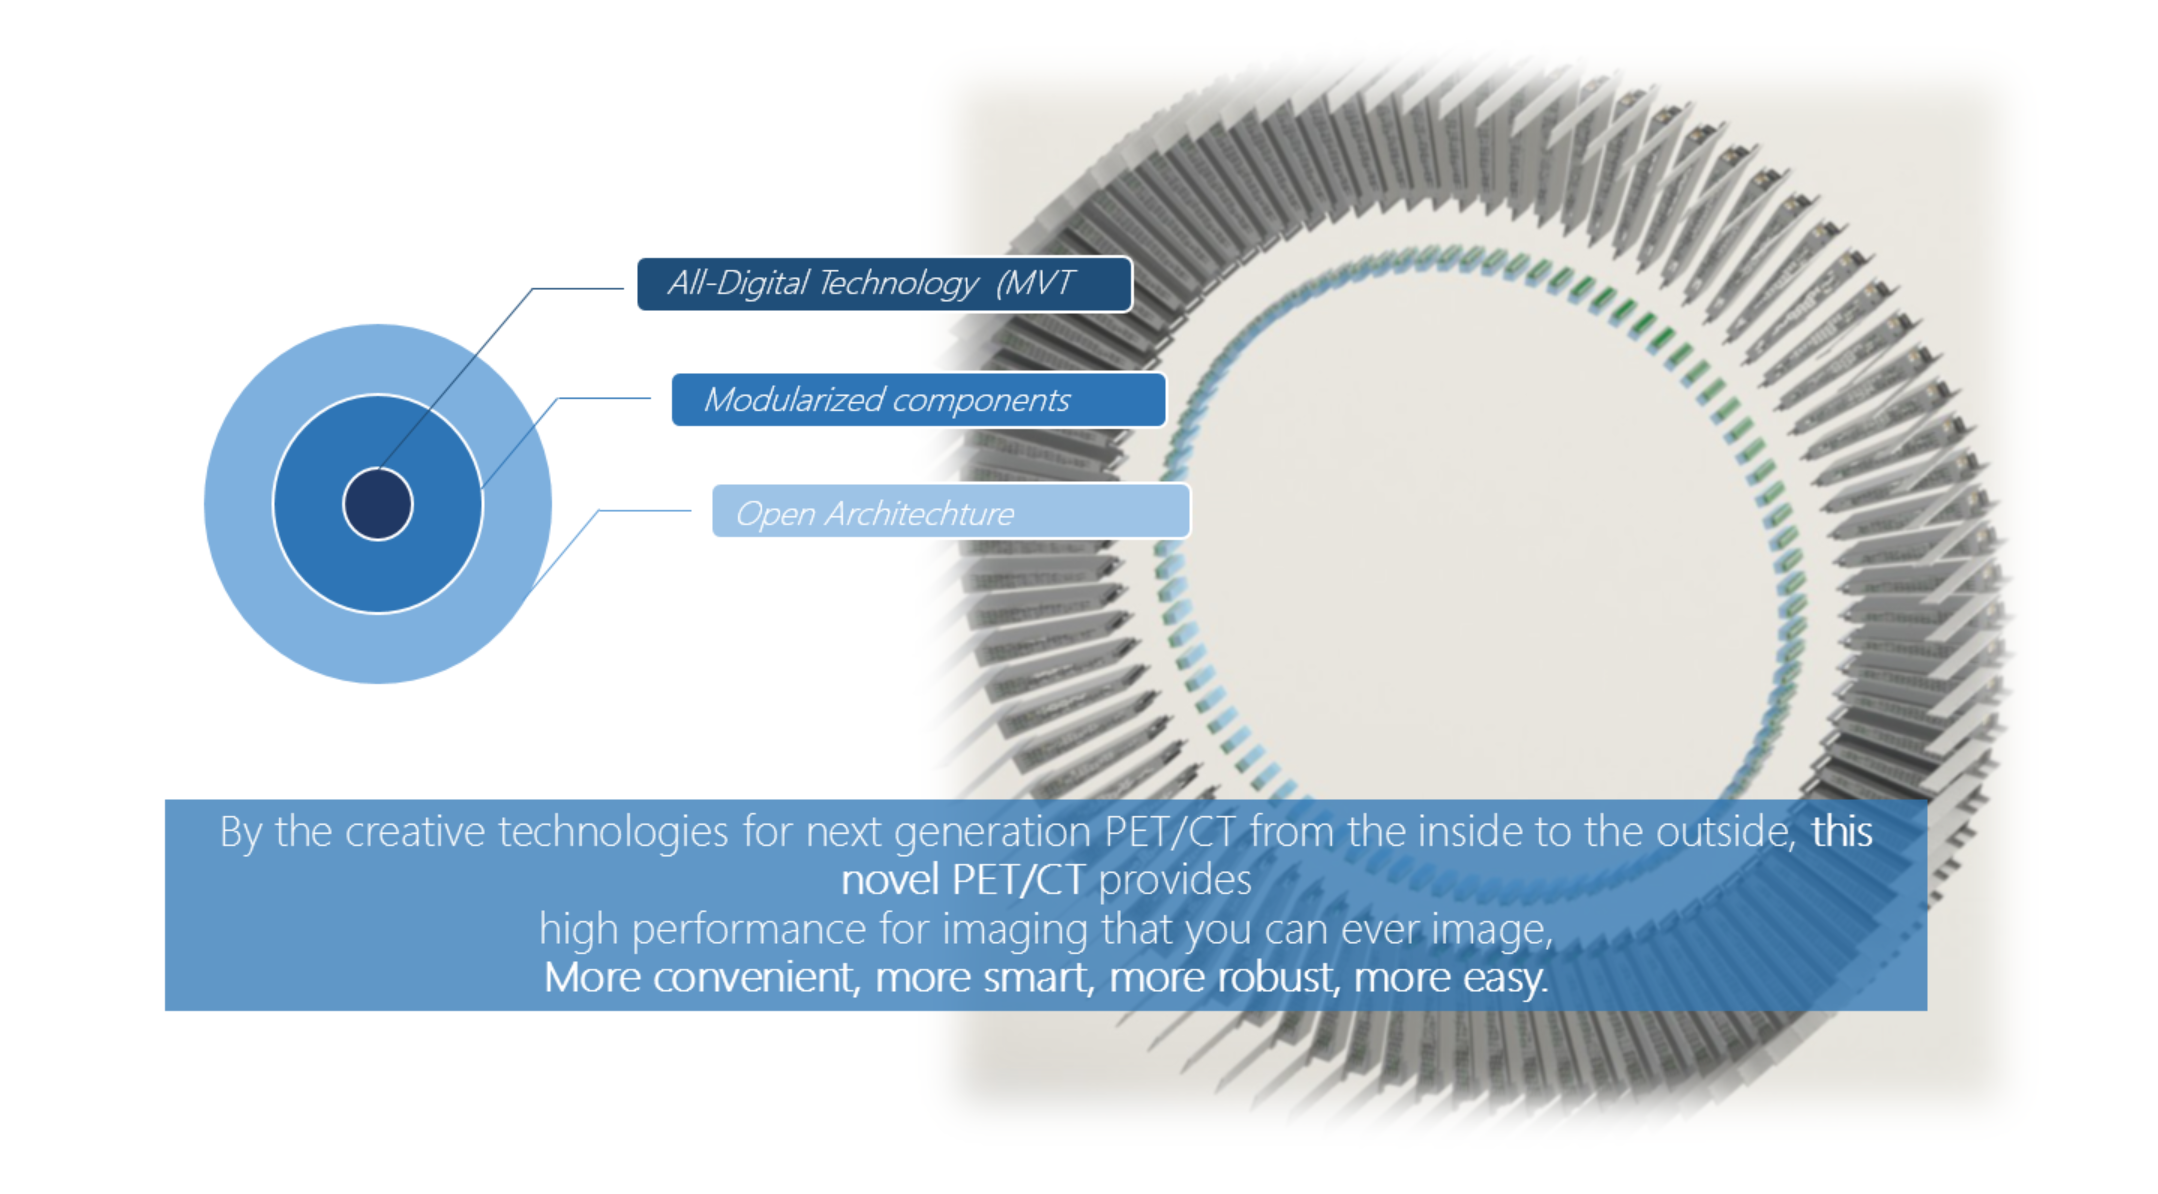 All-Digital Technology (MVT
Modularized components
Open Architechture
By the creative technologies for next generation PET/CT from the inside to the outside, this
novel PET/CT provides
high performance for imaging that you can ever image,
More convenient, more smart, more robust, more easy.